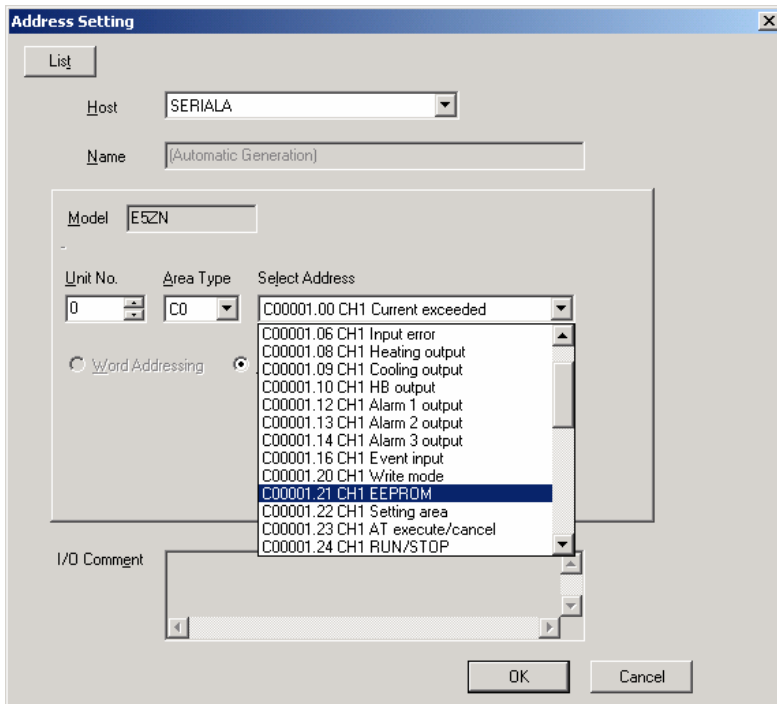 Address Setting
List
Host SERIALA
Name (Automatic Generation)
Model E5ZN
-
Unit No. Area Type Select Address
0 C0 C00001.00 CH1 Current exceeded
C00001.06 CH1 Input error
C00001.08 CH1 Heating output
Word Addressing C00001.09 CH1 Cooling output
C00001.10 CH1 HB output
C00001.12 CH1 Alarm 1 output
C00001.13 CH1 Alarm 2 output
C00001.14 CH1 Alarm 3 output
C00001.16 CH1 Event input
C00001.20 CH1 Write mode
C00001.21 CH1 EEPROM
C00001.22 CH1 Setting area
C00001.23 CH1 AT execute/cancel
C00001.24 CH1 RUN/STOP
I/O Comment
OK Cancel